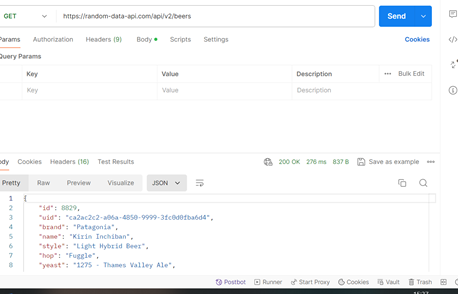 GET https://random-data-api.com/api/v2/beers Send
Params Authorization Headers (9) Body Scripts Settings Cookies
Query Params
Key Value Description Bulk Edit
Key Value Description
Body Cookies Headers (16) Test Results 200 OK 276 ms 837 B Save as example
Pretty Raw Preview Visualize JSON
1 {
2 "id": 8829,
3 "uid": "ca2ac2c2-a06a-4850-9999-3fc0d0fba6d4",
4 "brand": "Patagonia",
5 "name": "Kirin Inchiban",
6 "style": "Light Hybrid Beer",
7 "hop": "Fuggle",
8 "yeast": "1275 - Thames Valley Ale",
Postbot Runner Start Proxy Cookies Vault Trash